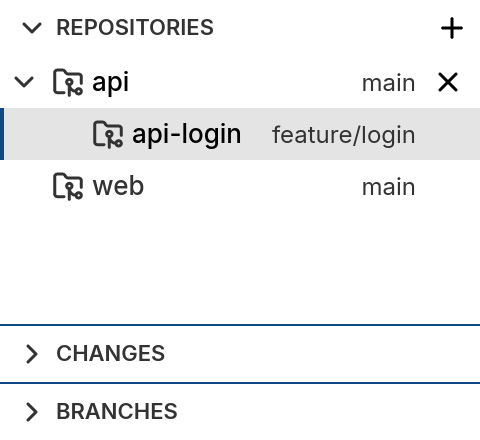 REPOSITORIES
api main
api-login feature/login
web main
CHANGES
BRANCHES